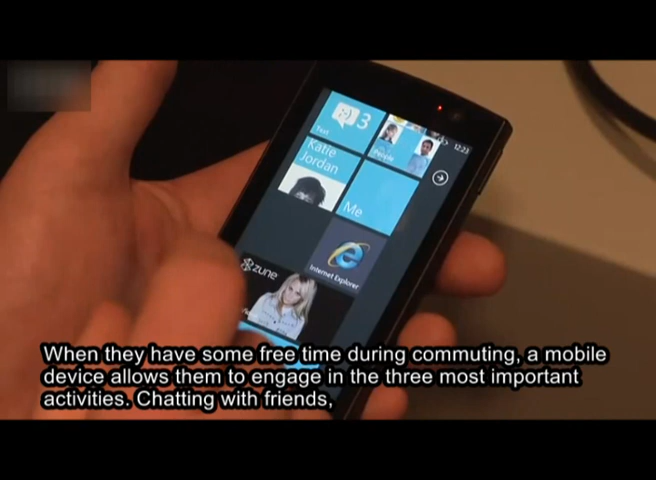 3
Text
People
12:23
Katie
Jordan
Me
Internet Explorer
zune
When they have some free time during commuting, a mobile
device allows them to engage in the three most important
activities. Chatting with friends,